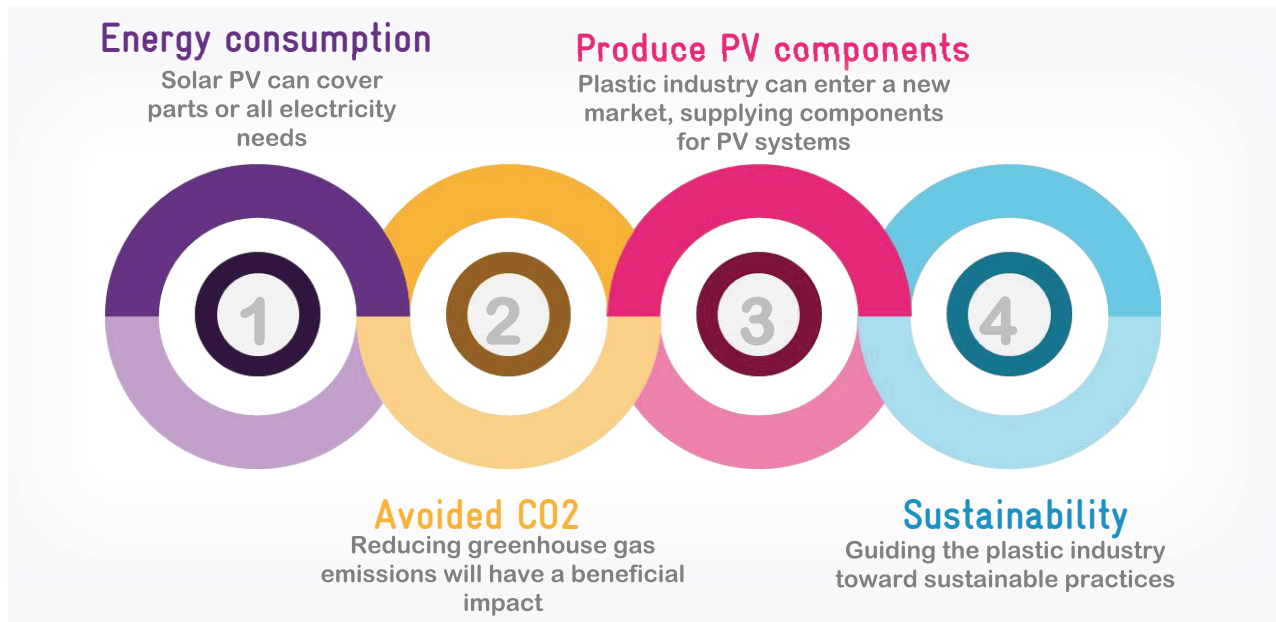 Energy consumption
Solar PV can cover
parts or all electricity
needs
Produce PV components
Plastic industry can enter a new
market, supplying components
for PV systems
1
2
3
4
Avoided CO2
Reducing greenhouse gas
emissions will have a beneficial
impact
Sustainability
Guiding the plastic industry
toward sustainable practices